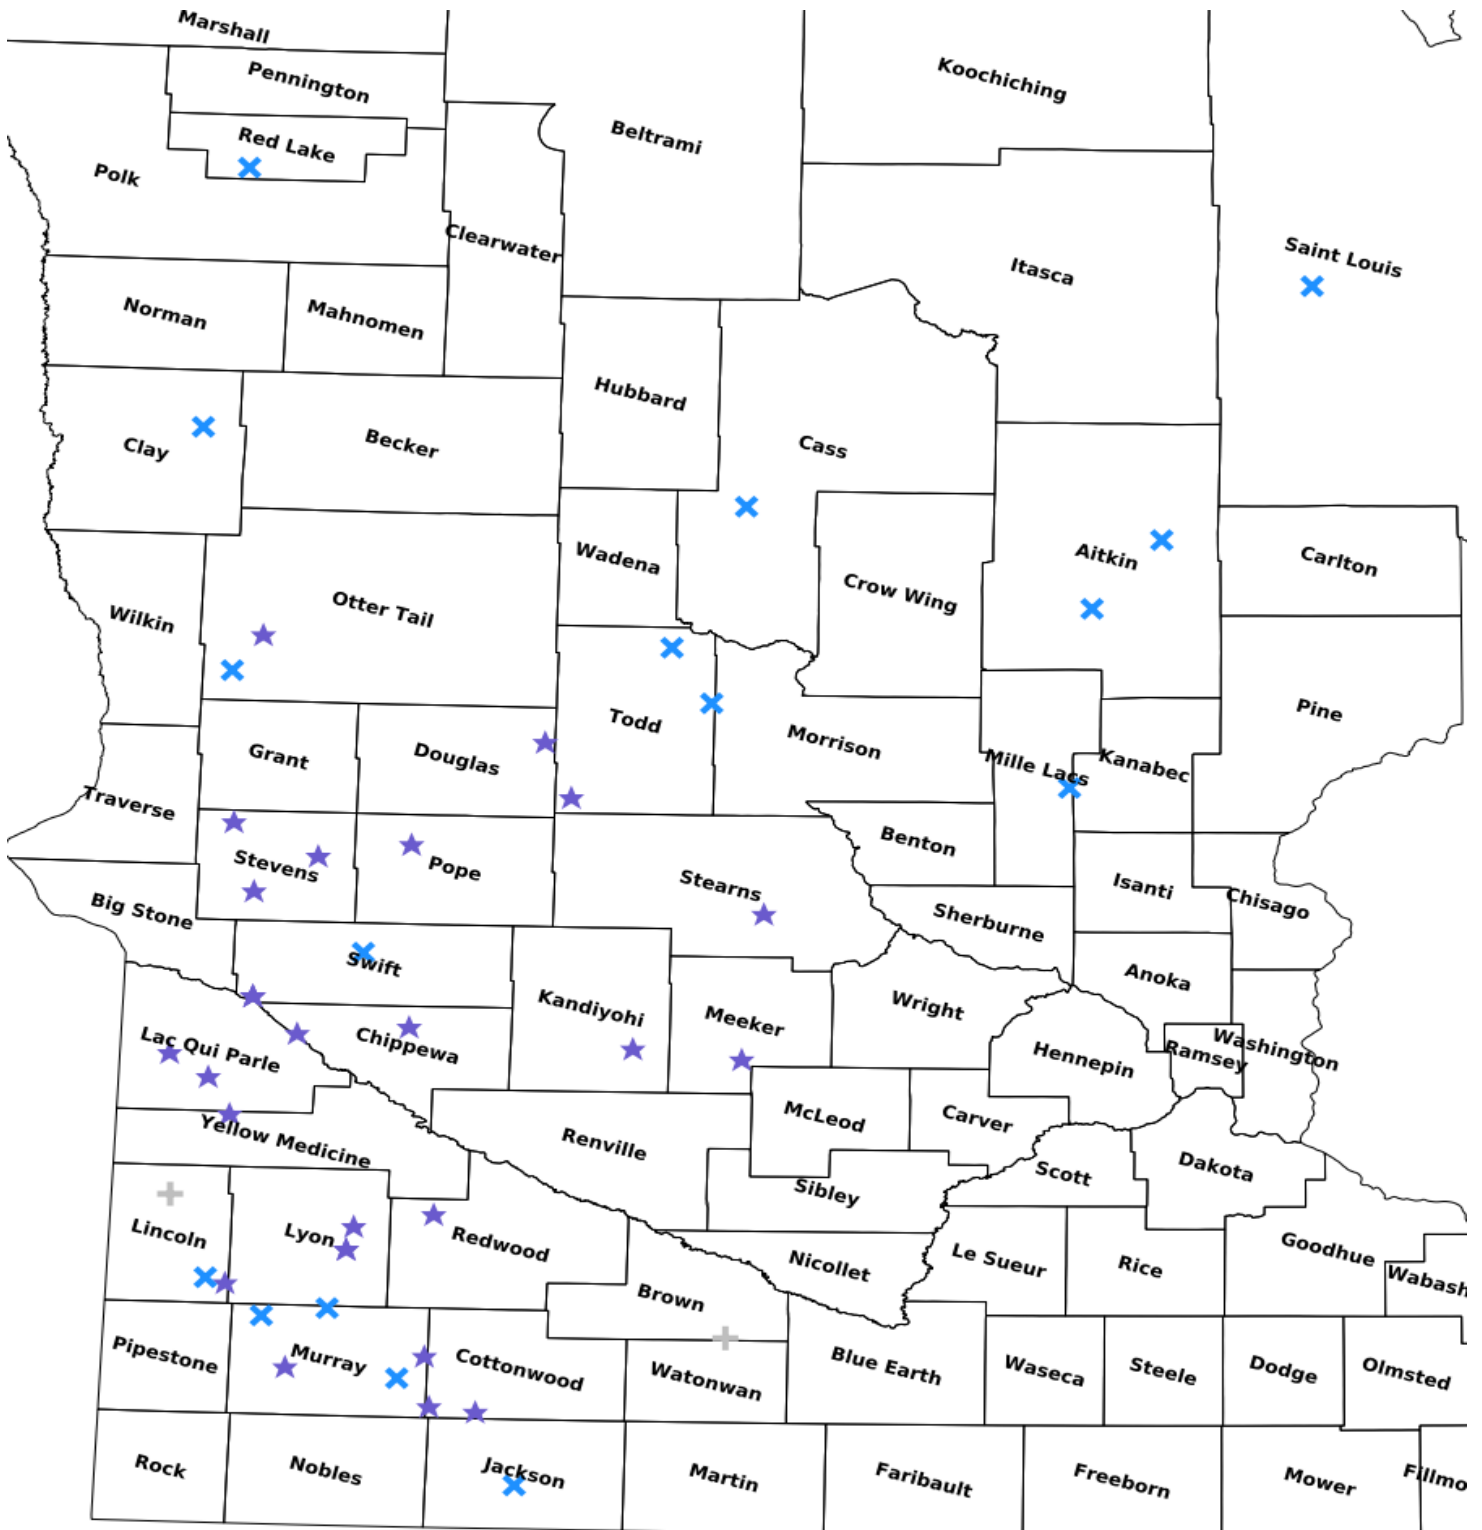 Marshall
Pennington
Koochiching
Red Lake
Beltrami
Polk
Clearwater
Saint Louis
Itasca
Norman
Mahnomen
Hubbard
Cass
Clay
Becker
Wadena
Aitkin
Carlton
Crow Wing
Otter Tail
Wilkin
Todd
Morrison
Pine
Grant
Douglas
Mille Lacs
Kanabec
Traverse
Benton
Stevens
Pope
Stearns
Isanti
Chisago
Big Stone
Sherburne
Swift
Anoka
Kandiyohi
Meeker
Wright
Lac Qui Parle
Chippewa
Hennepin
Ramsey
Washington
Yellow Medicine
Renville
McLeod
Carver
Scott
Dakota
Sibley
Lincoln
Lyon
Redwood
Nicollet
Le Sueur
Rice
Goodhue
Wabash
Brown
Pipestone
Murray
Cottonwood
Watonwan
Blue Earth
Waseca
Steele
Dodge
Olmsted
Rock
Nobles
Jackson
Martin
Faribault
Freeborn
Mower
Fillmo